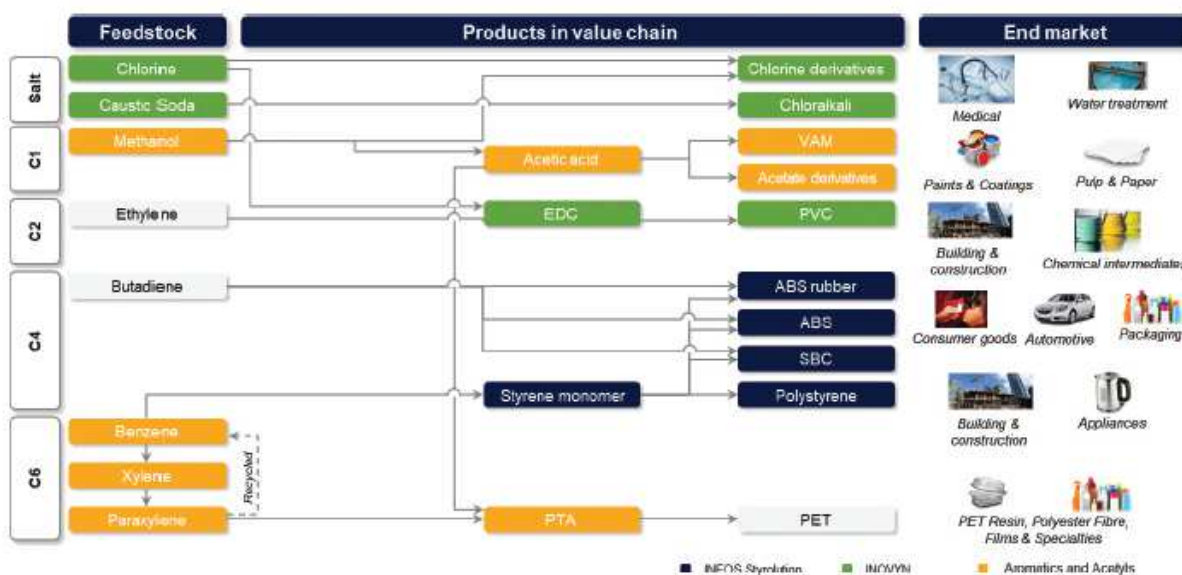 Feedstock
Products in value chain
End market
Salt
Chlorine
Chlorine derivatives
Caustic Soda
Chloralkali
Medical
Water treatment
C1
Methanol
Acetic acid
VAM
Acetate derivatives
Paints & Coatings
Pulp & Paper
C2
Ethylene
EDC
PVC
Building &
construction
Chemical intermediates
C4
Butadiene
ABS rubber
ABS
SBC
Styrene monomer
Polystyrene
Consumer goods
Automotive
Packaging
Building &
construction
Appliances
C6
Benzene
Xylene
Paraxylene
Recycled
PTA
PET
PET Resin, Polyester Fibre,
Films & Specialties
INEOS Styrolution
INOVYN
Aromatics and Acetyls